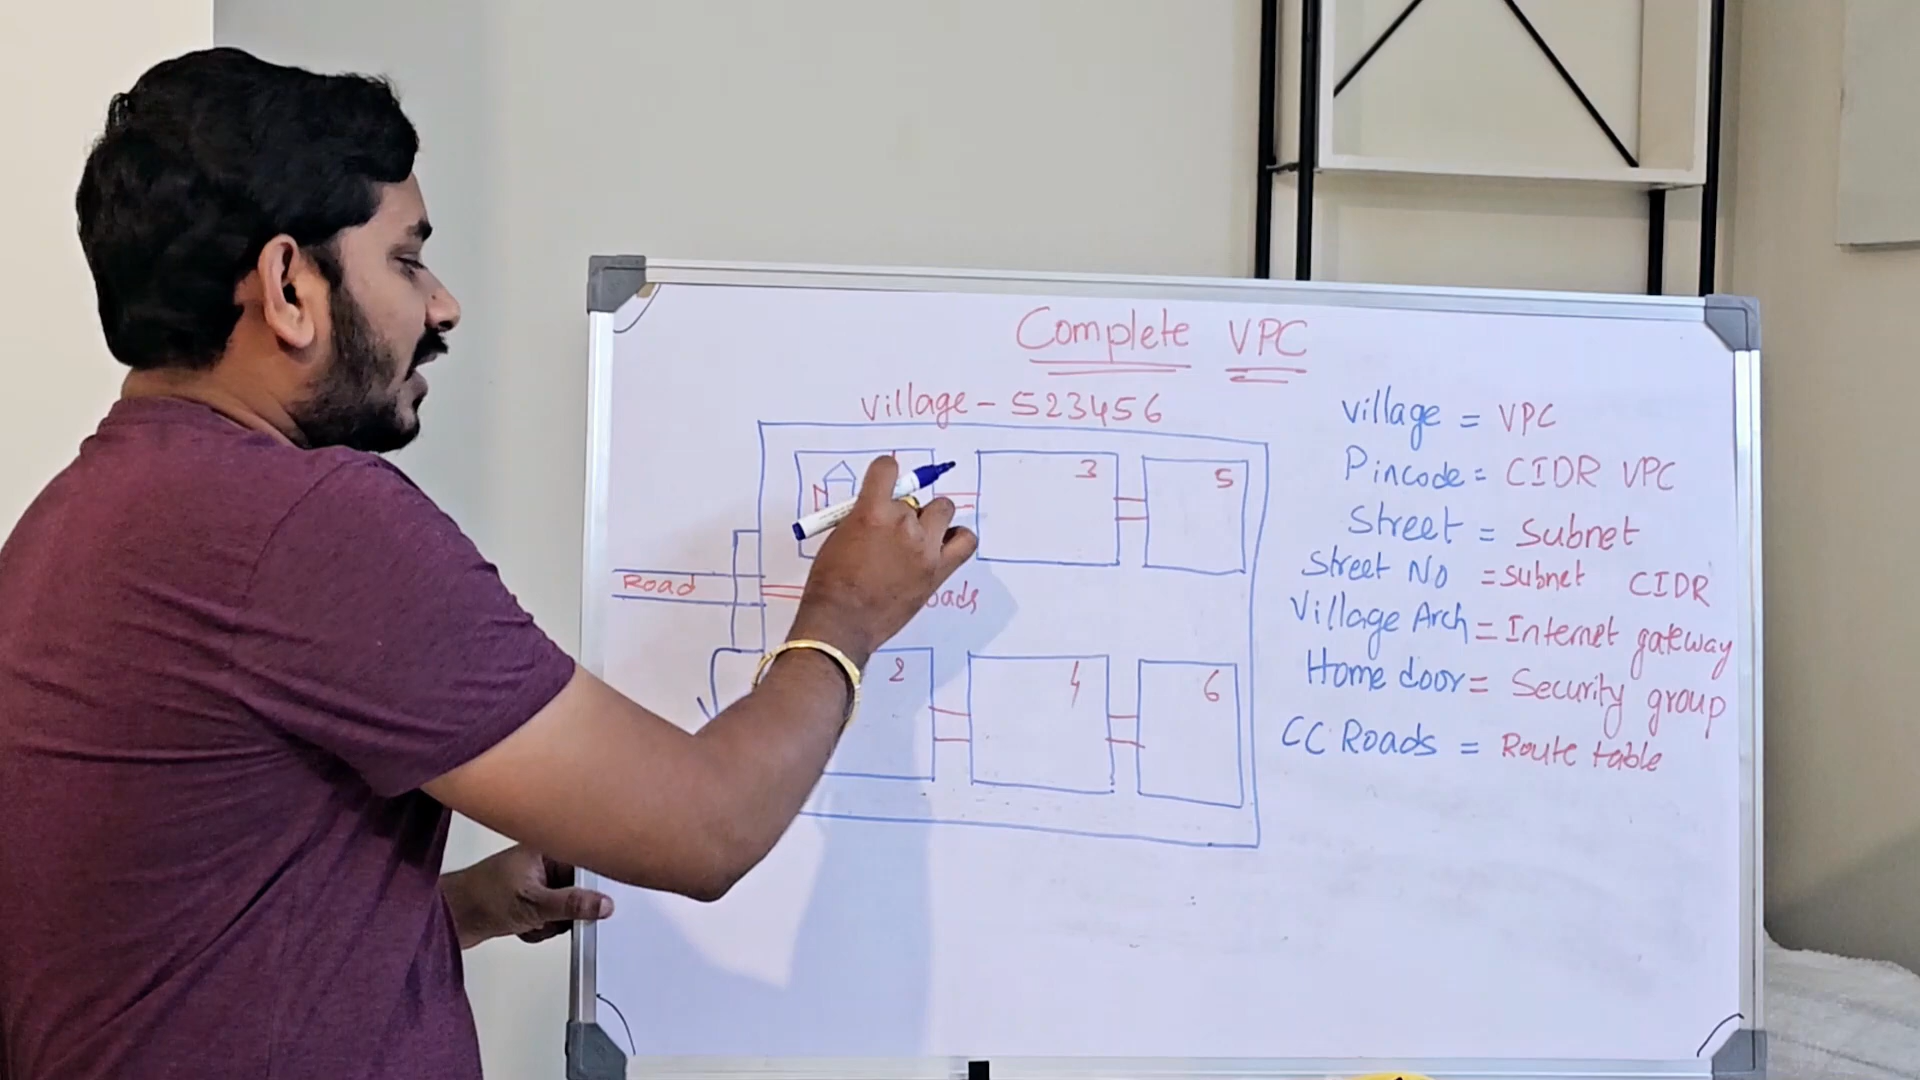 Complete VPC
Village - 523456
3
5
Road
oads
2
4
6
Village = VPC
Pincode = CIDR VPC
Street = Subnet
Street No = Subnet CIDR
Village Arch = Internet gateway
Home door = Security group
CC Roads = Route table